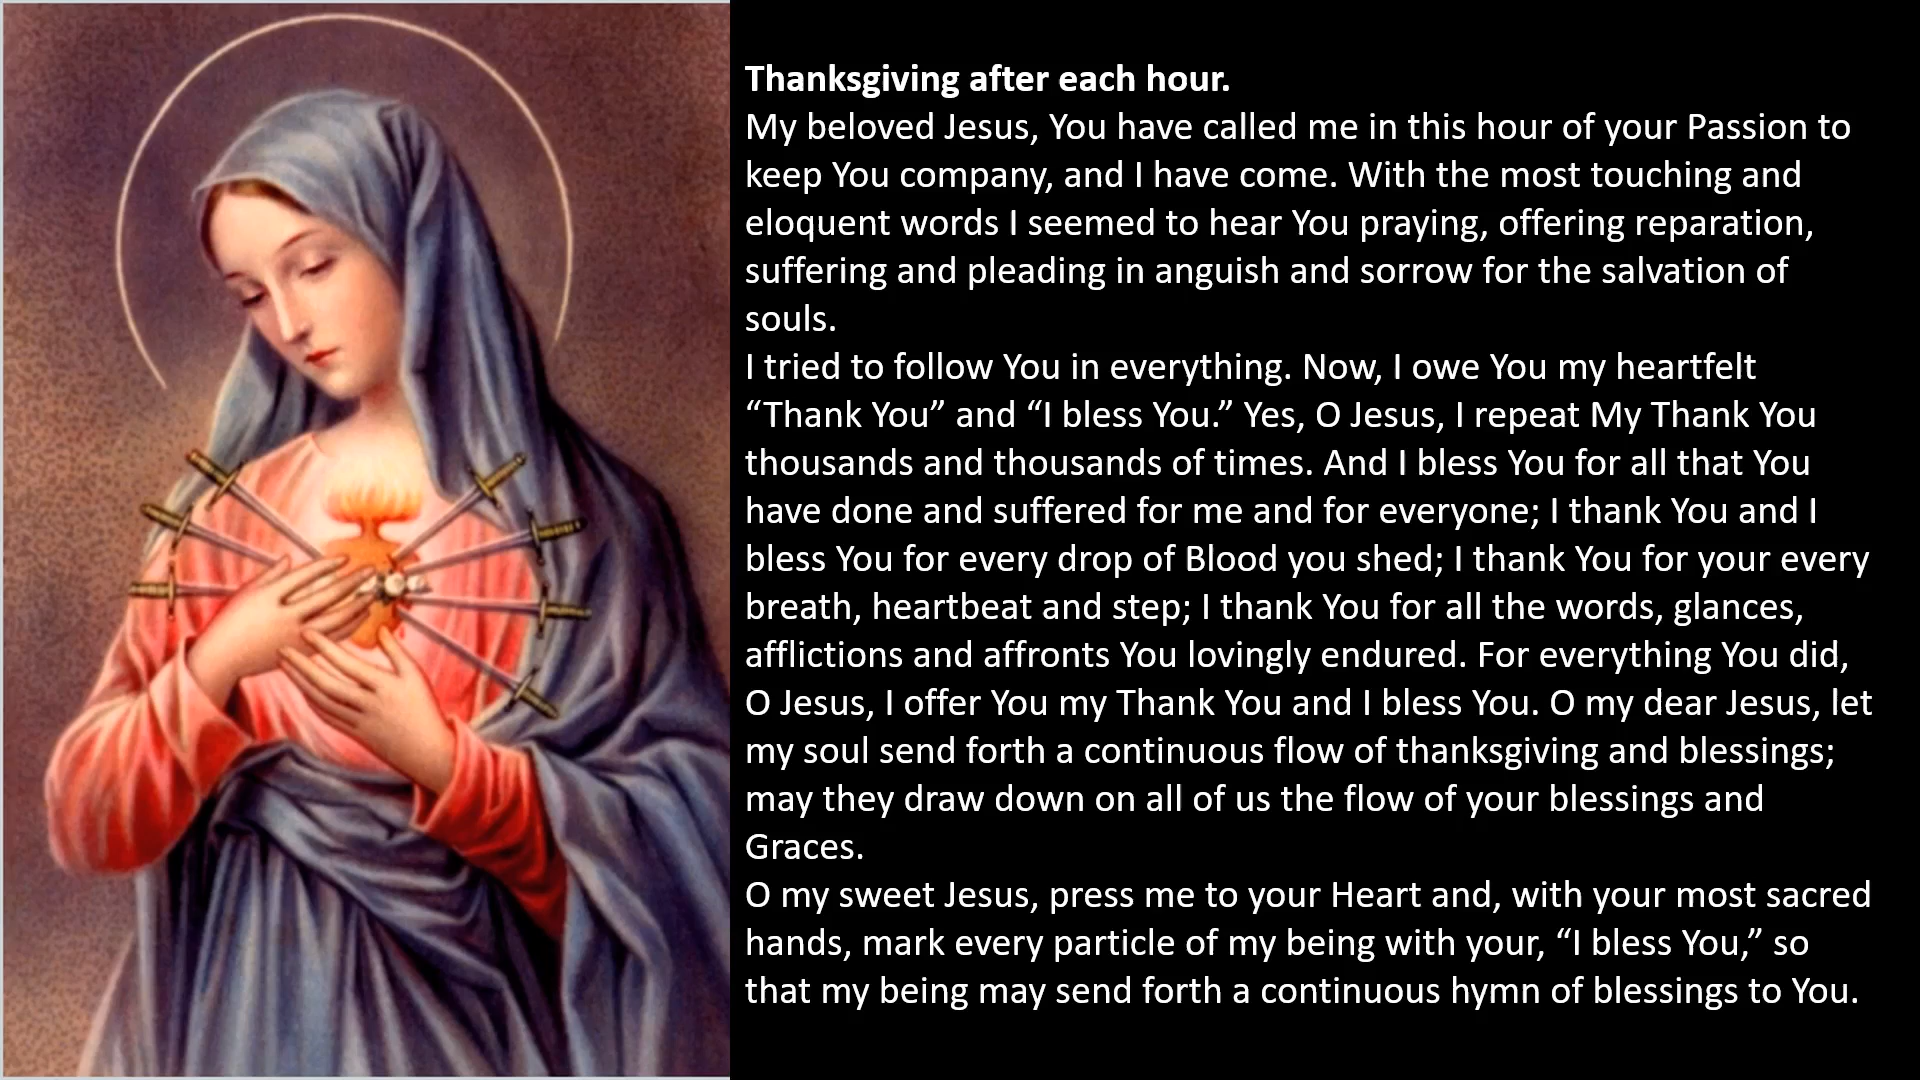 Thanksgiving after each hour.
My beloved Jesus, You have called me in this hour of your Passion to
keep You company, and I have come. With the most touching and
eloquent words I seemed to hear You praying, offering reparation,
suffering and pleading in anguish and sorrow for the salvation of
souls.
I tried to follow You in everything. Now, I owe You my heartfelt
“Thank You” and “I bless You.” Yes, O Jesus, I repeat My Thank You
thousands and thousands of times. And I bless You for all that You
have done and suffered for me and for everyone; I thank You and I
bless You for every drop of Blood you shed; I thank You for your every
breath, heartbeat and step; I thank You for all the words, glances,
afflictions and affronts You lovingly endured. For everything You did,
O Jesus, I offer You my Thank You and I bless You. O my dear Jesus, let
my soul send forth a continuous flow of thanksgiving and blessings;
may they draw down on all of us the flow of your blessings and
Graces.
O my sweet Jesus, press me to your Heart and, with your most sacred
hands, mark every particle of my being with your, “I bless You,” so
that my being may send forth a continuous hymn of blessings to You.